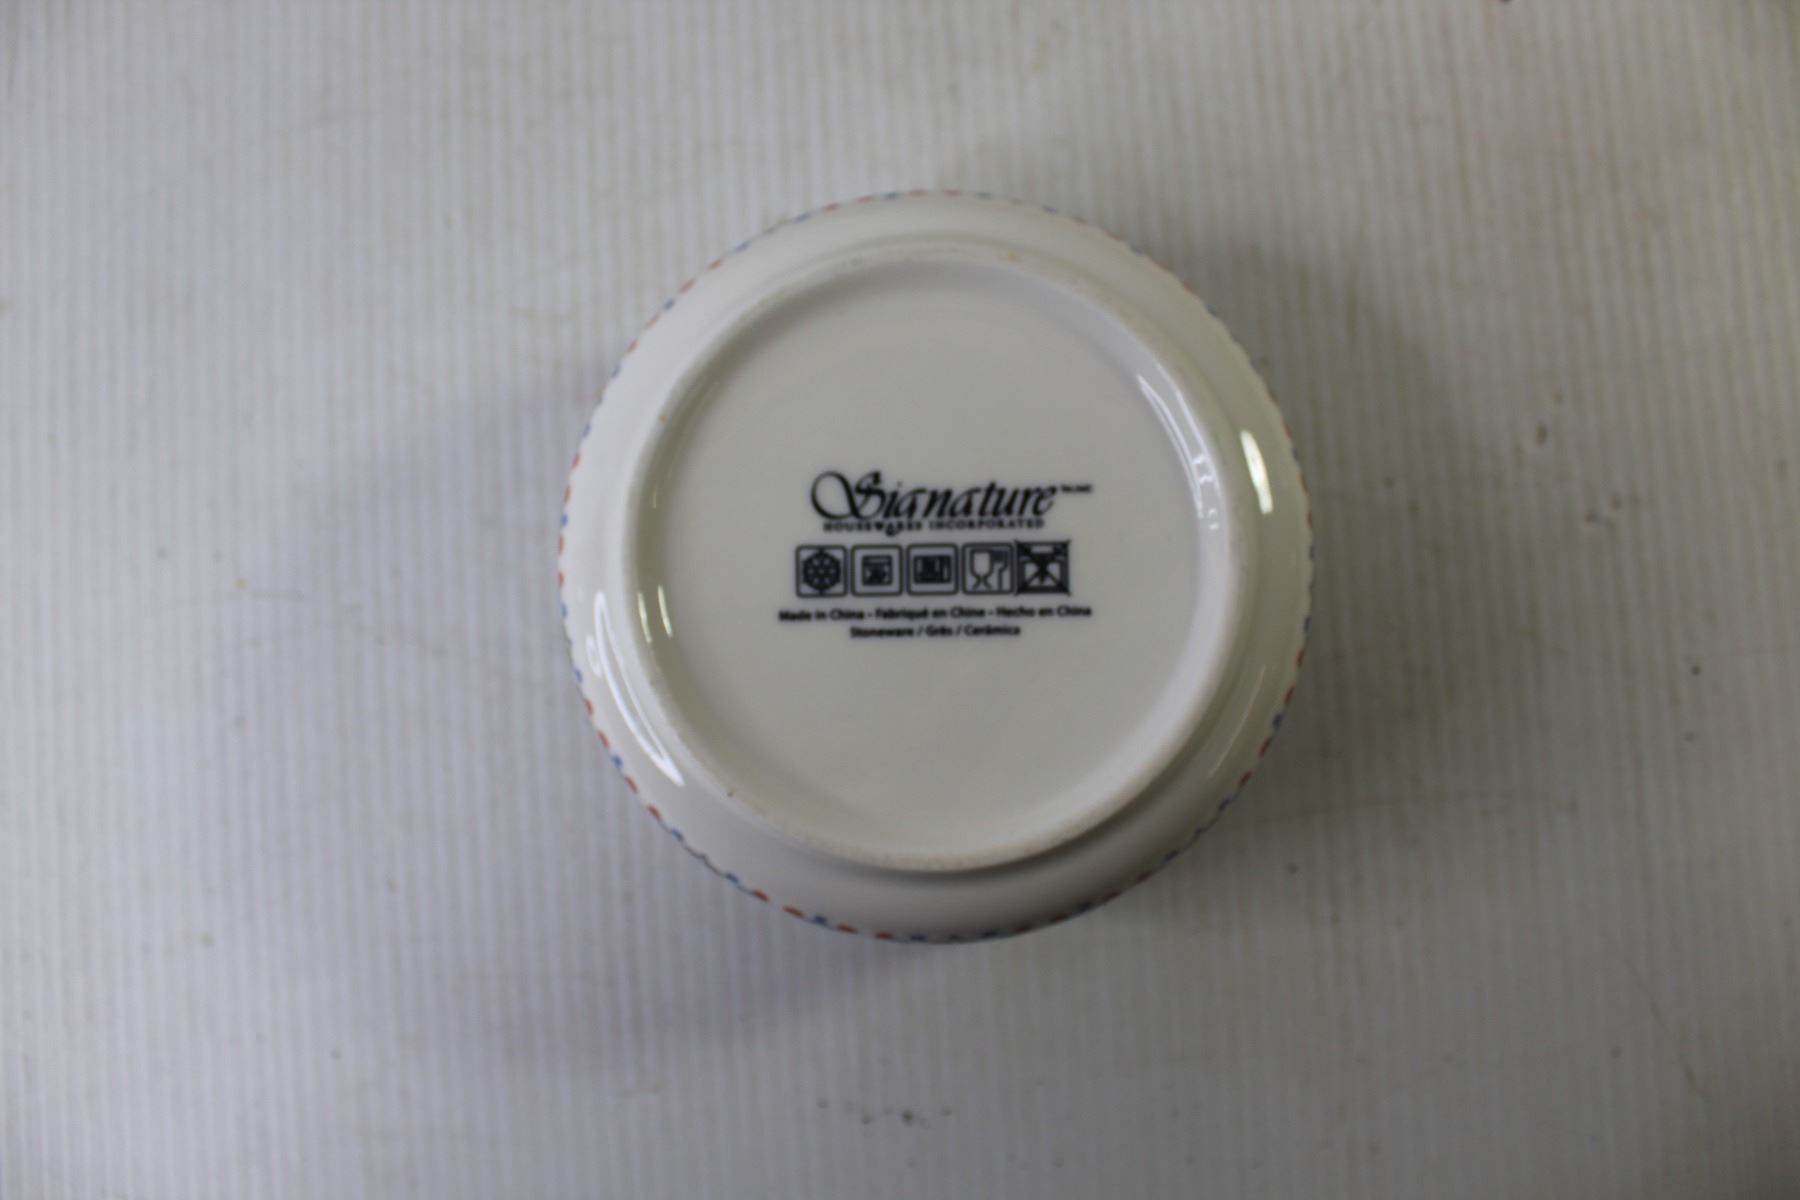 Signature
HOUSEWARES INCORPORATED
Made in China • Fabriqué en Chine • Hecho en China
Stoneware / Grès / Cerámica